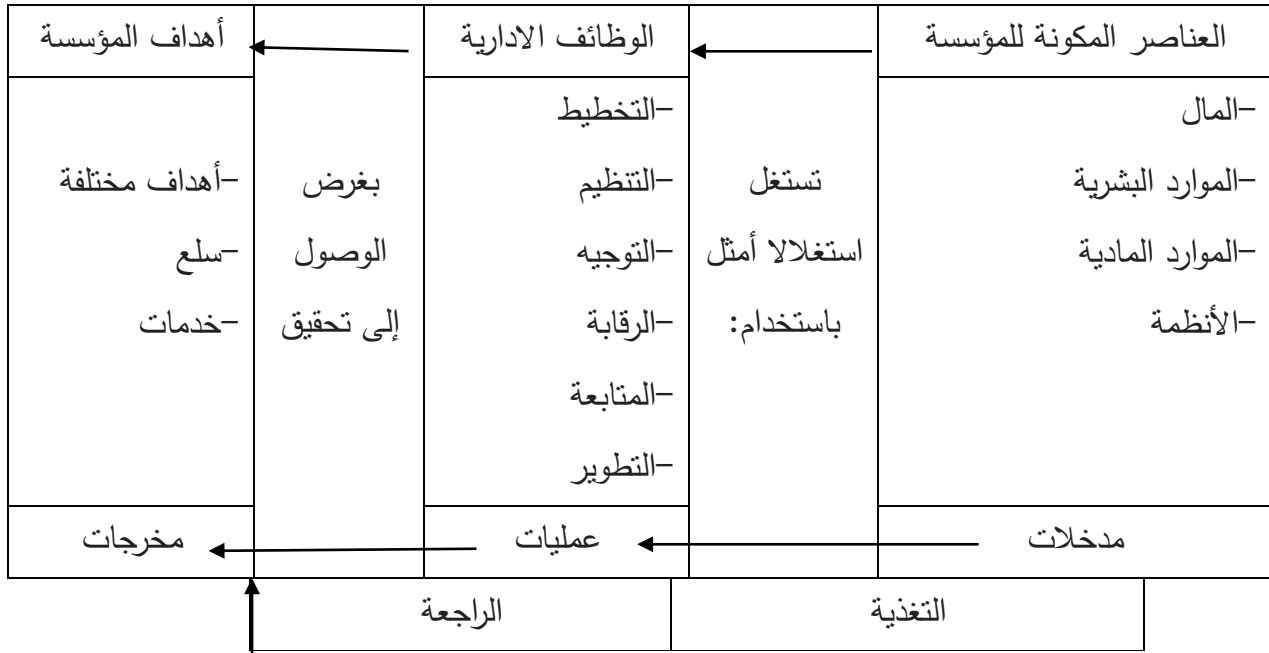 العناصر المكونة للمؤسسة
الوظائف الادارية
أهداف المؤسسة
-المال
-الموارد البشرية
-الموارد المادية
-الأنظمة
تستغل
استغلالا أمثل
باستخدام:
-التخطيط
-التنظيم
-التوجيه
-الرقابة
-المتابعة
-التطوير
بغرض
الوصول
إلى تحقيق
-أهداف مختلفة
-سلع
-خدمات
مدخلات
عمليات
مخرجات
التغذية
الراجعة